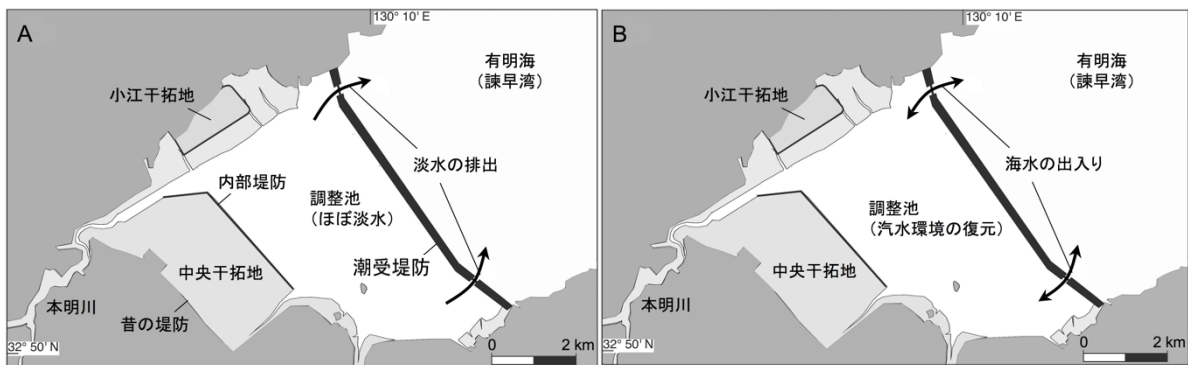 A
130° 10' E
有明海
（諫早湾）
小江干拓地
淡水の排出
内部堤防
調整池
（ほぼ淡水）
潮受堤防
中央干拓地
本明川
昔の堤防
32° 50' N
0
2 km
B
130° 10' E
有明海
（諫早湾）
小江干拓地
海水の出入り
調整池
（汽水環境の復元）
中央干拓地
本明川
32° 50' N
0
2 km